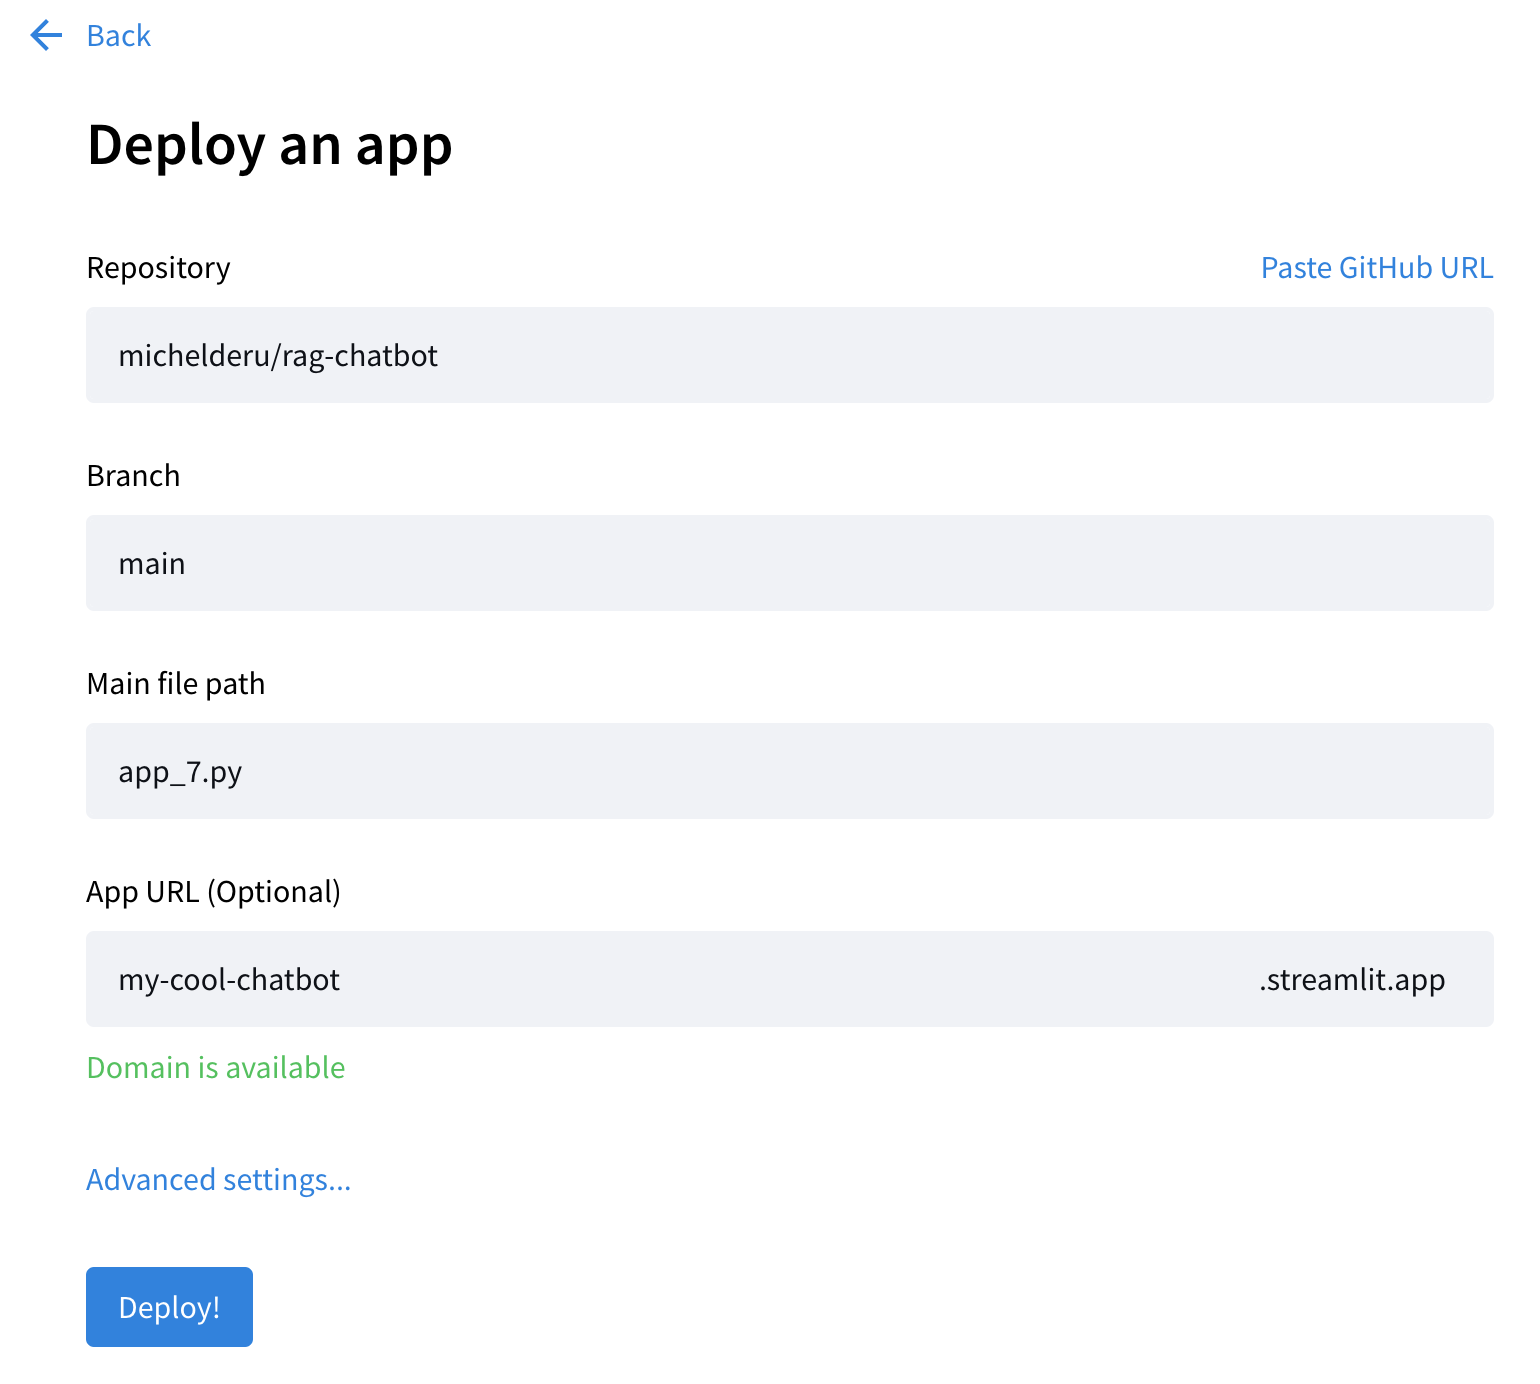 Back
Deploy an app
Repository Paste GitHub URL
michelderu/rag-chatbot
Branch
main
Main file path
app_7.py
App URL (Optional)
my-cool-chatbot .streamlit.app
Domain is available
Advanced settings...
Deploy!